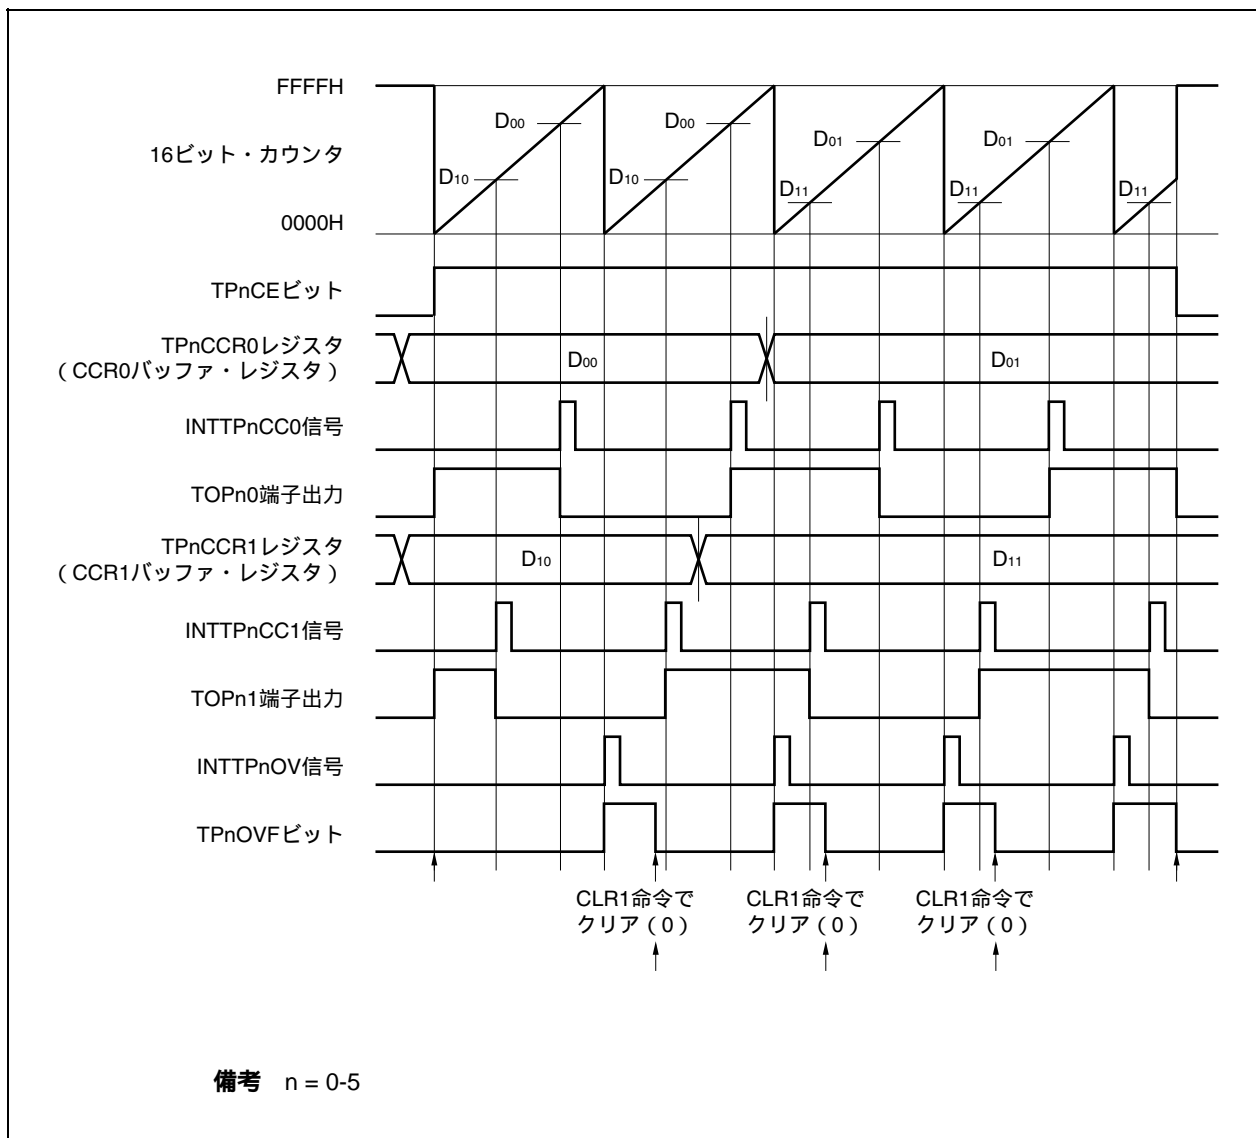 FFFFH
D00
D00
D01
D01
16ビット・カウンタ
D10
D10
D11
D11
D11
0000H
TPnCEビット
TPnCCR0レジスタ
（CCR0バッファ・レジスタ）
D00
D01
INTTPnCC0信号
TOPn0端子出力
TPnCCR1レジスタ
（CCR1バッファ・レジスタ）
D10
D11
INTTPnCC1信号
TOPn1端子出力
INTTPnOV信号
TPnOVFビット
CLR1命令で
クリア（0）
CLR1命令で
クリア（0）
CLR1命令で
クリア（0）
備考 n = 0-5